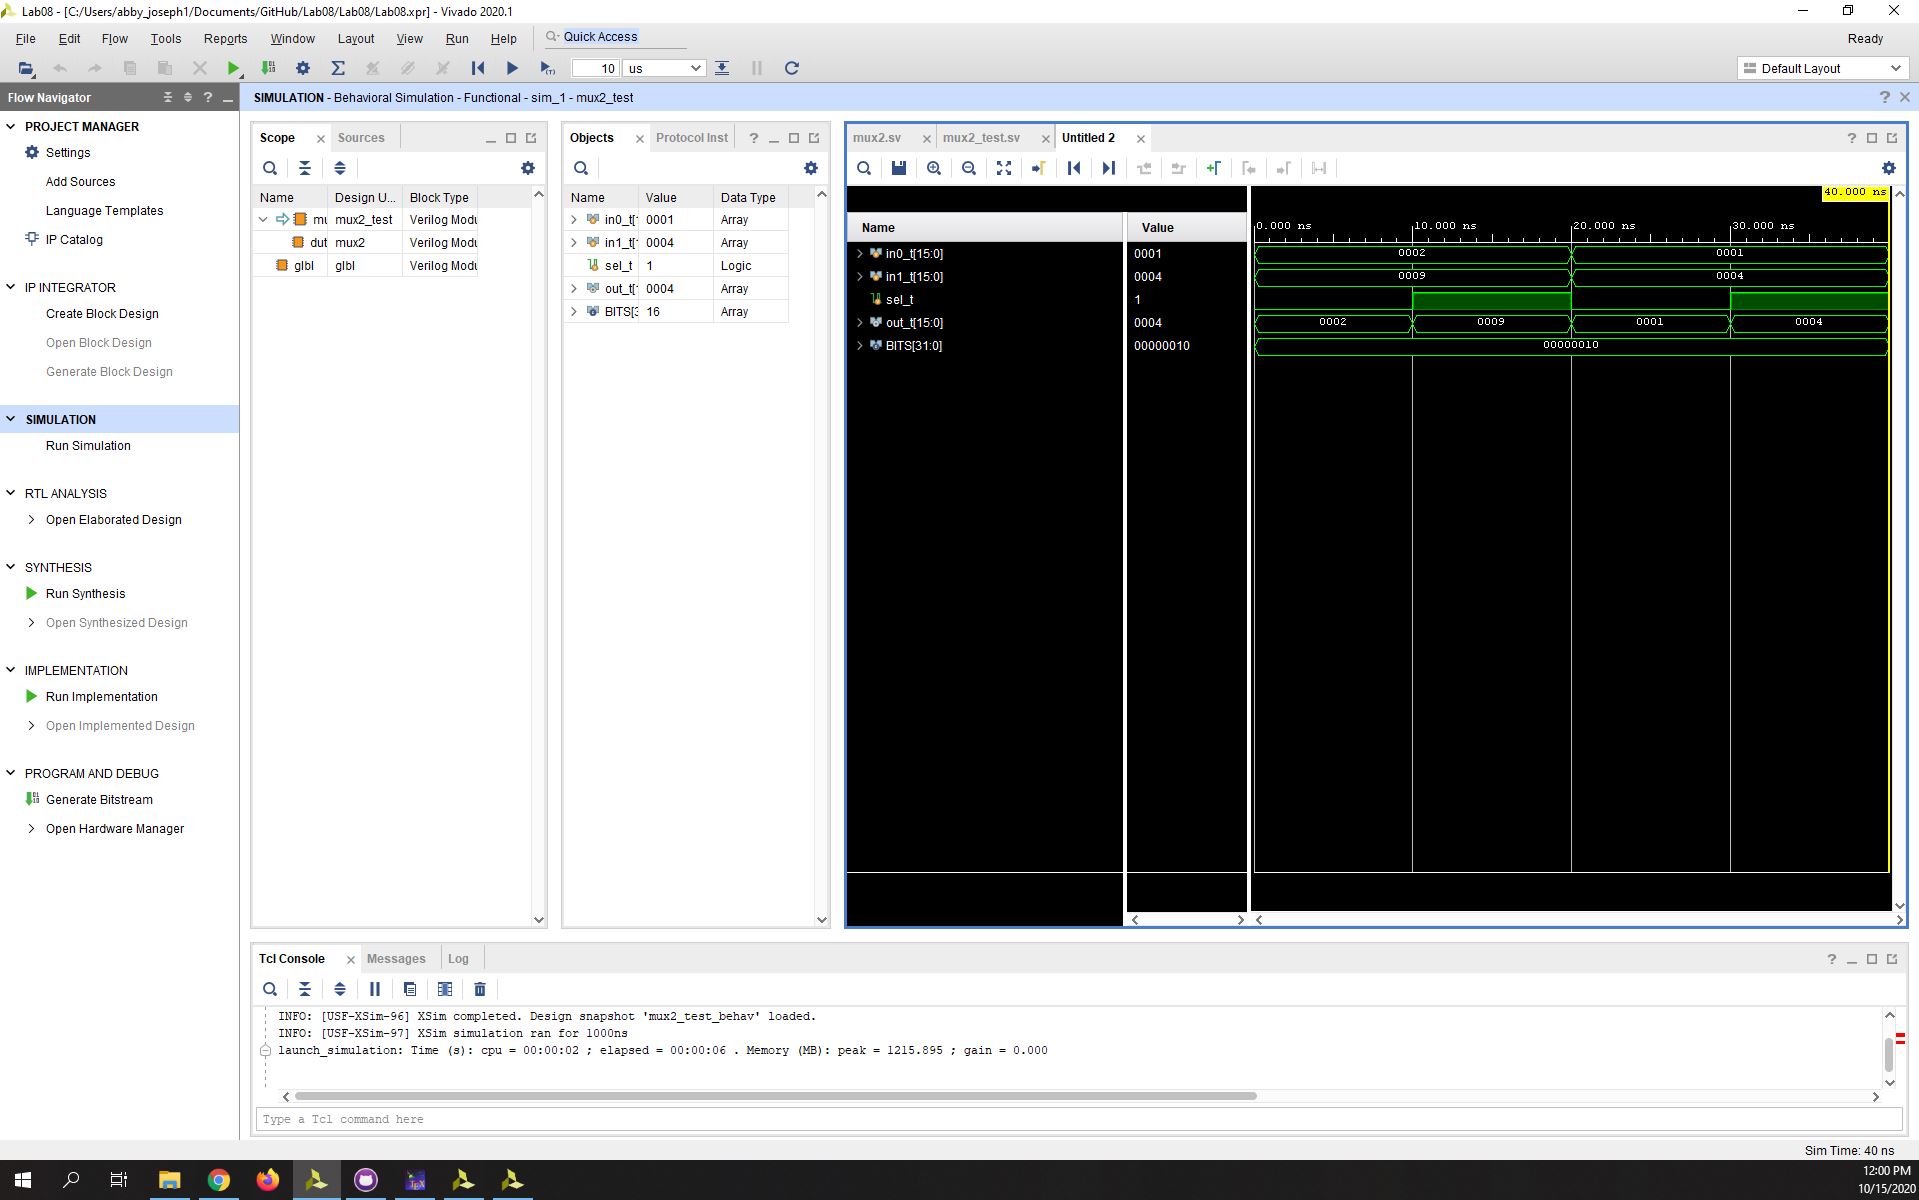 Lab08 - [C:/Users/abby_joseph1/Documents/GitHub/Lab08/Lab08/Lab08.xpr] - Vivado 2020.1
File Edit Flow Tools Reports Window Layout View Run Help Quick Access Ready
10 us Default Layout
Flow Navigator
PROJECT MANAGER
Settings
Add Sources
Language Templates
IP Catalog
IP INTEGRATOR
Create Block Design
Open Block Design
Generate Block Design
SIMULATION
Run Simulation
RTL ANALYSIS
Open Elaborated Design
SYNTHESIS
Run Synthesis
Open Synthesized Design
IMPLEMENTATION
Run Implementation
Open Implemented Design
PROGRAM AND DEBUG
Generate Bitstream
Open Hardware Manager
SIMULATION - Behavioral Simulation - Functional - sim_1 - mux2_test
Scope Sources
Name Design U... Block Type
mu mux2_test Verilog Modu
dut mux2 Verilog Modu
glbl glbl Verilog Modu
Objects Protocol Inst
Name Value Data Type
in0_t[1 0001 Array
in1_t[1 0004 Array
sel_t 1 Logic
out_t[1 0004 Array
BITS[3 16 Array
mux2.sv mux2_test.sv Untitled 2
40.000 ns
Name Value 0.000 ns 10.000 ns 20.000 ns 30.000 ns
in0_t[15:0] 0001 0002 0001
in1_t[15:0] 0004 0009 0004
sel_t 1
out_t[15:0] 0004 0002 0009 0001 0004
BITS[31:0] 00000010 00000010
Tcl Console Messages Log
INFO: [USF-XSim-96] XSim completed. Design snapshot 'mux2_test_behav' loaded.
INFO: [USF-XSim-97] XSim simulation ran for 1000ns
launch_simulation: Time (s): cpu = 00:00:02 ; elapsed = 00:00:06 . Memory (MB): peak = 1215.895 ; gain = 0.000
Type a Tcl command here
Sim Time: 40 ns
12:00 PM
10/15/2020